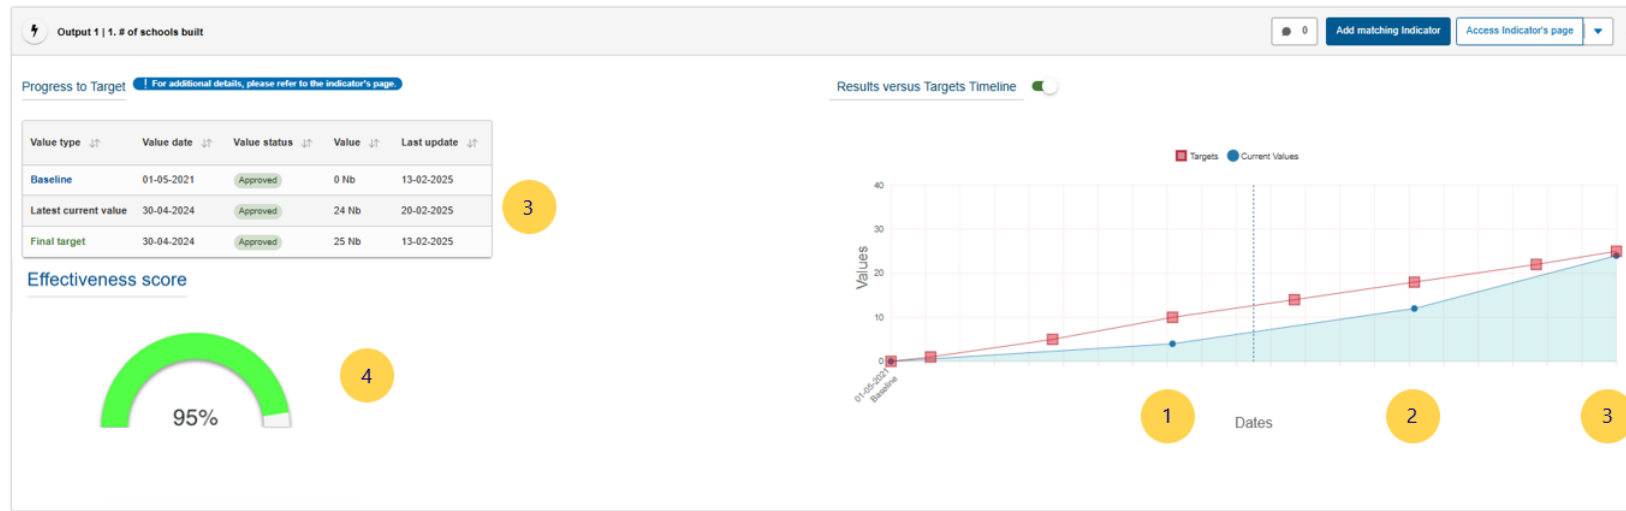 Output 1 | 1. # of schools built
0
Add matching Indicator
Access Indicator's page
Progress to Target
! For additional details, please refer to the indicator's page.
Value type Value date Value status Value Last update
Baseline 01-05-2021 Approved 0 Nb 13-02-2025
Latest current value 30-04-2024 Approved 24 Nb 20-02-2025
Final target 30-04-2024 Approved 25 Nb 13-02-2025
3
Effectiveness score
95%
4
Results versus Targets Timeline
Targets Current Values
Values
40
30
20
10
0
01-05-2021
Baseline
1
2
3
Dates